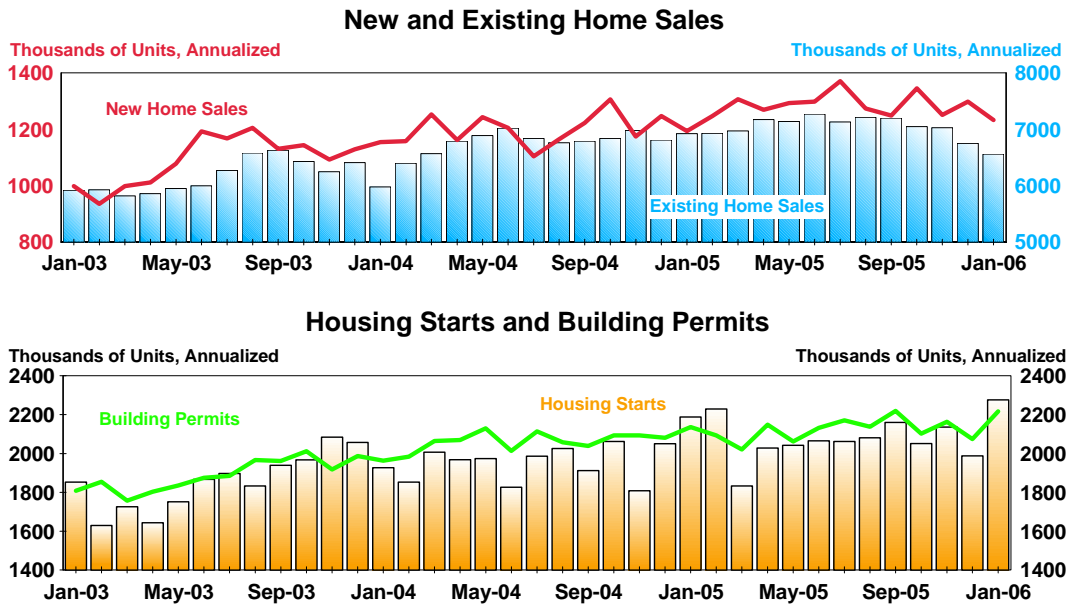 New and Existing Home Sales
Thousands of Units, Annualized Thousands of Units, Annualized
1400 8000
New Home Sales
1200 7000
1000 6000
Existing Home Sales
800 5000
Jan-03 May-03 Sep-03 Jan-04 May-04 Sep-04 Jan-05 May-05 Sep-05 Jan-06
Housing Starts and Building Permits
Thousands of Units, Annualized Thousands of Units, Annualized
2400 2400
Housing Starts
Building Permits
2200 2200
2000 2000
1800 1800
1600 1600
1400 1400
Jan-03 May-03 Sep-03 Jan-04 May-04 Sep-04 Jan-05 May-05 Sep-05 Jan-06